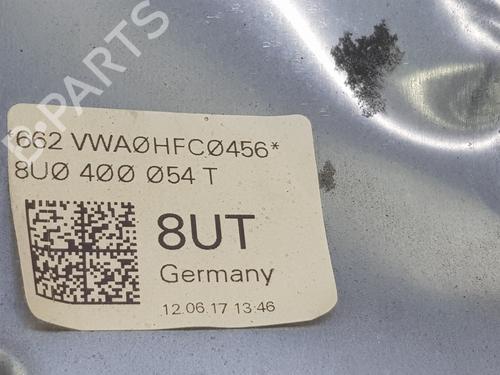 B-PARTS
*662 VWA0HFC0456*
8U0 400 054 T
8UT
Germany
12.06.17 13:46